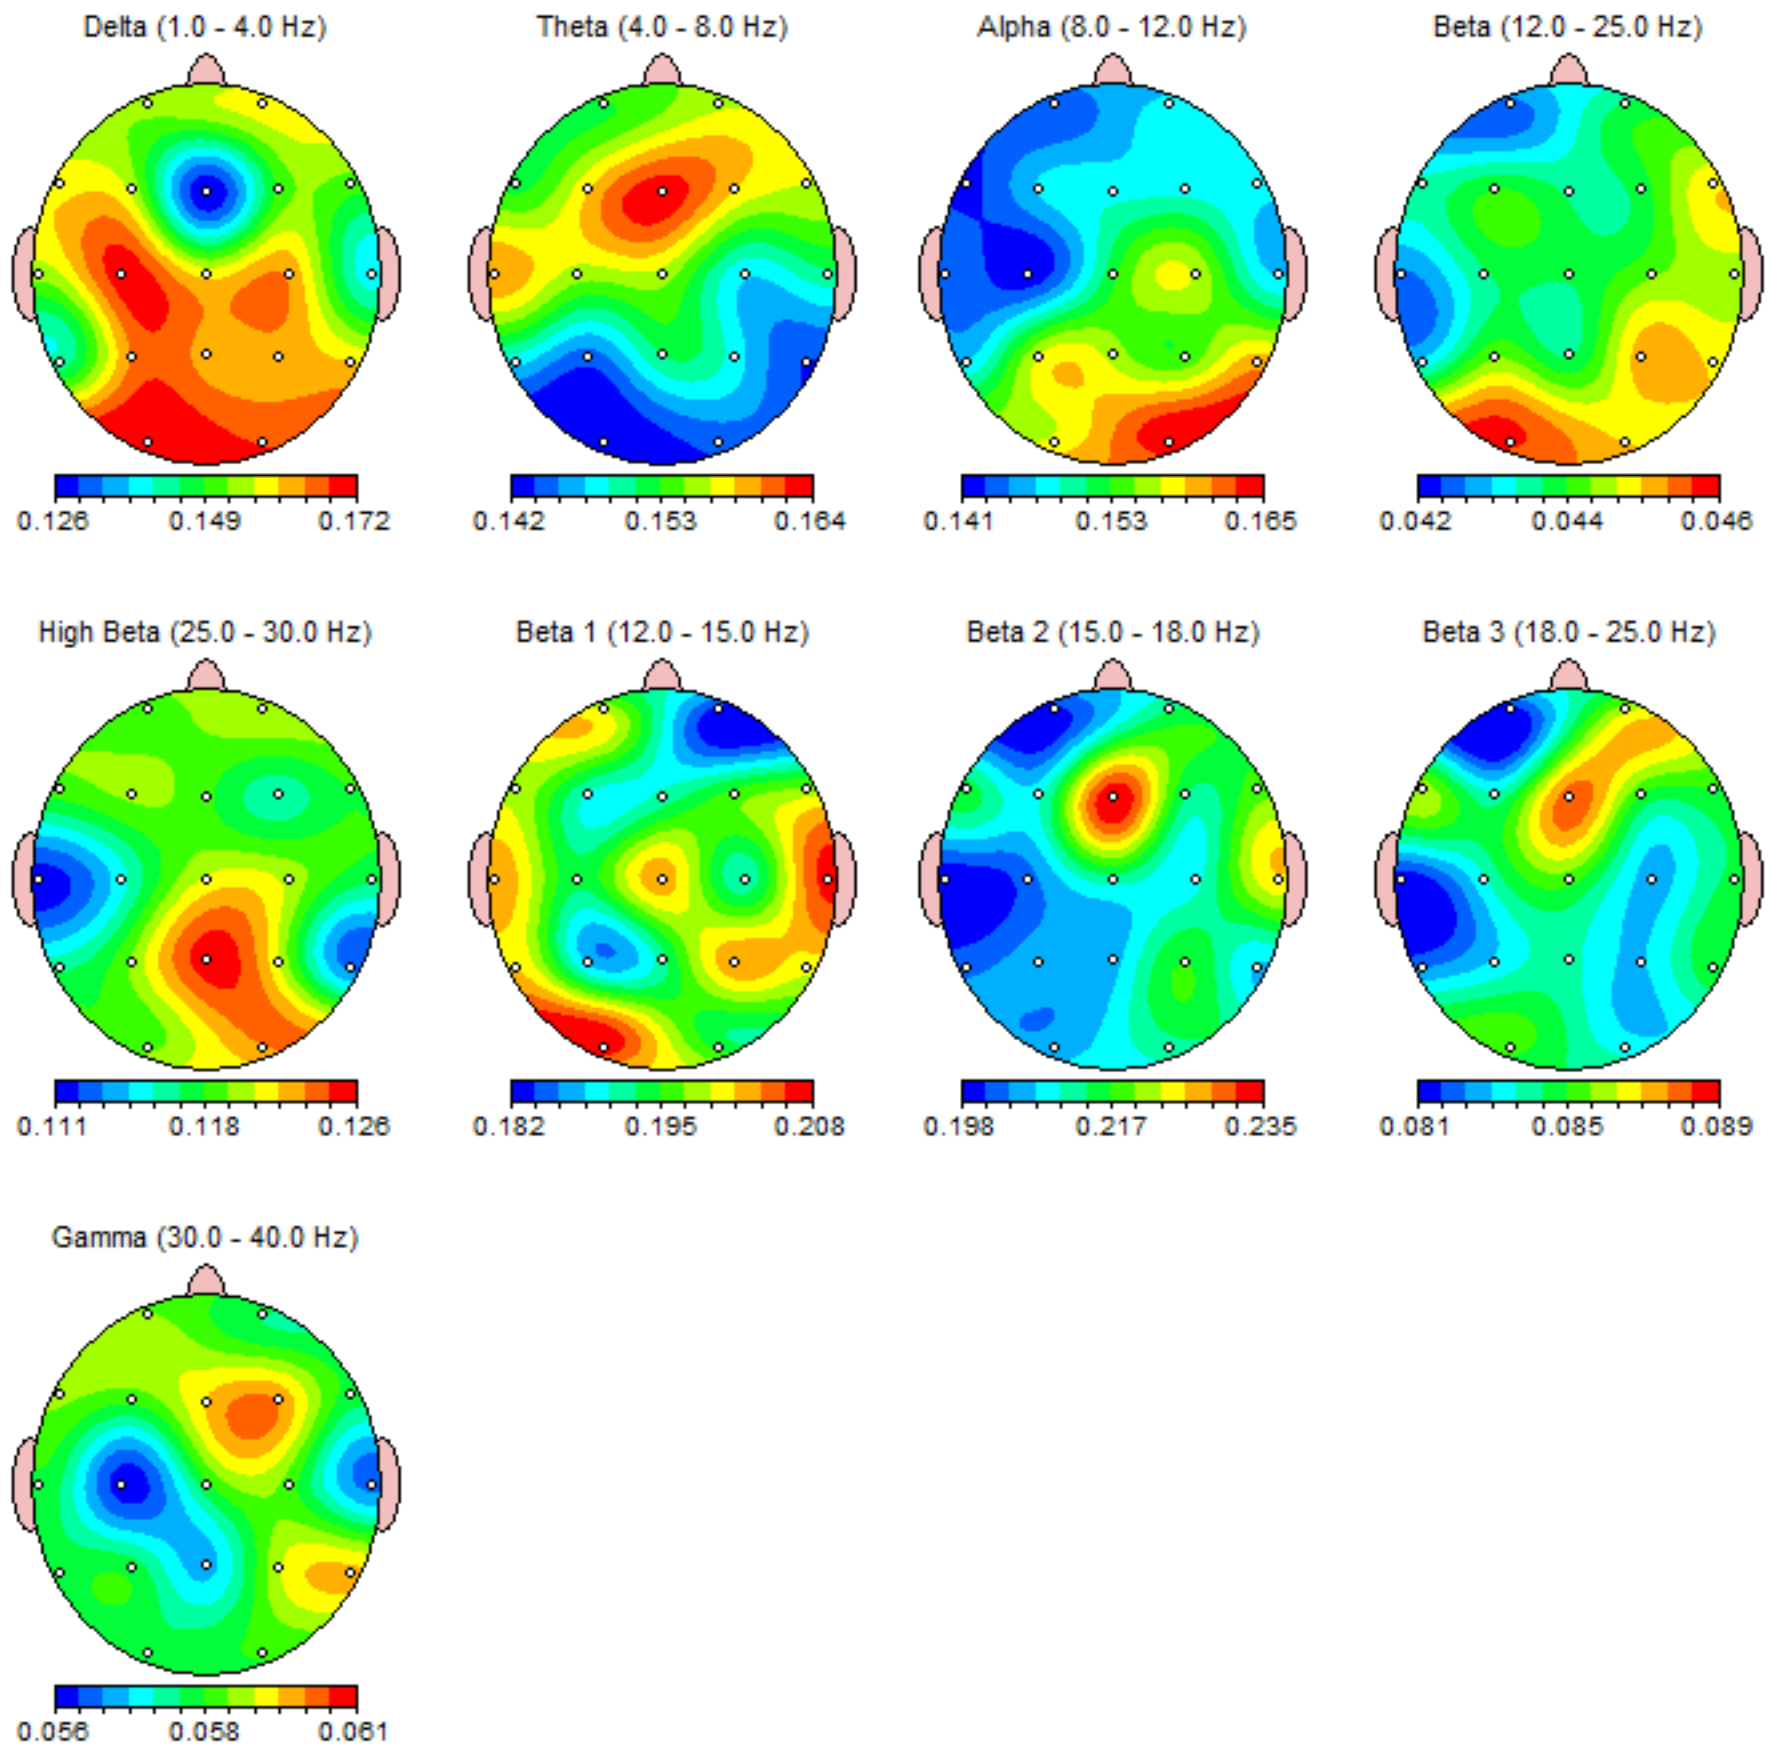 Delta (1.0 - 4.0 Hz) Theta (4.0 - 8.0 Hz) Alpha (8.0 - 12.0 Hz) Beta (12.0 - 25.0 Hz)
0.126 0.149 0.172 0.142 0.153 0.164 0.141 0.153 0.165 0.042 0.044 0.046
High Beta (25.0 - 30.0 Hz) Beta 1 (12.0 - 15.0 Hz) Beta 2 (15.0 - 18.0 Hz) Beta 3 (18.0 - 25.0 Hz)
0.111 0.118 0.126 0.182 0.195 0.208 0.198 0.217 0.235 0.081 0.085 0.089
Gamma (30.0 - 40.0 Hz)
0.056 0.058 0.061